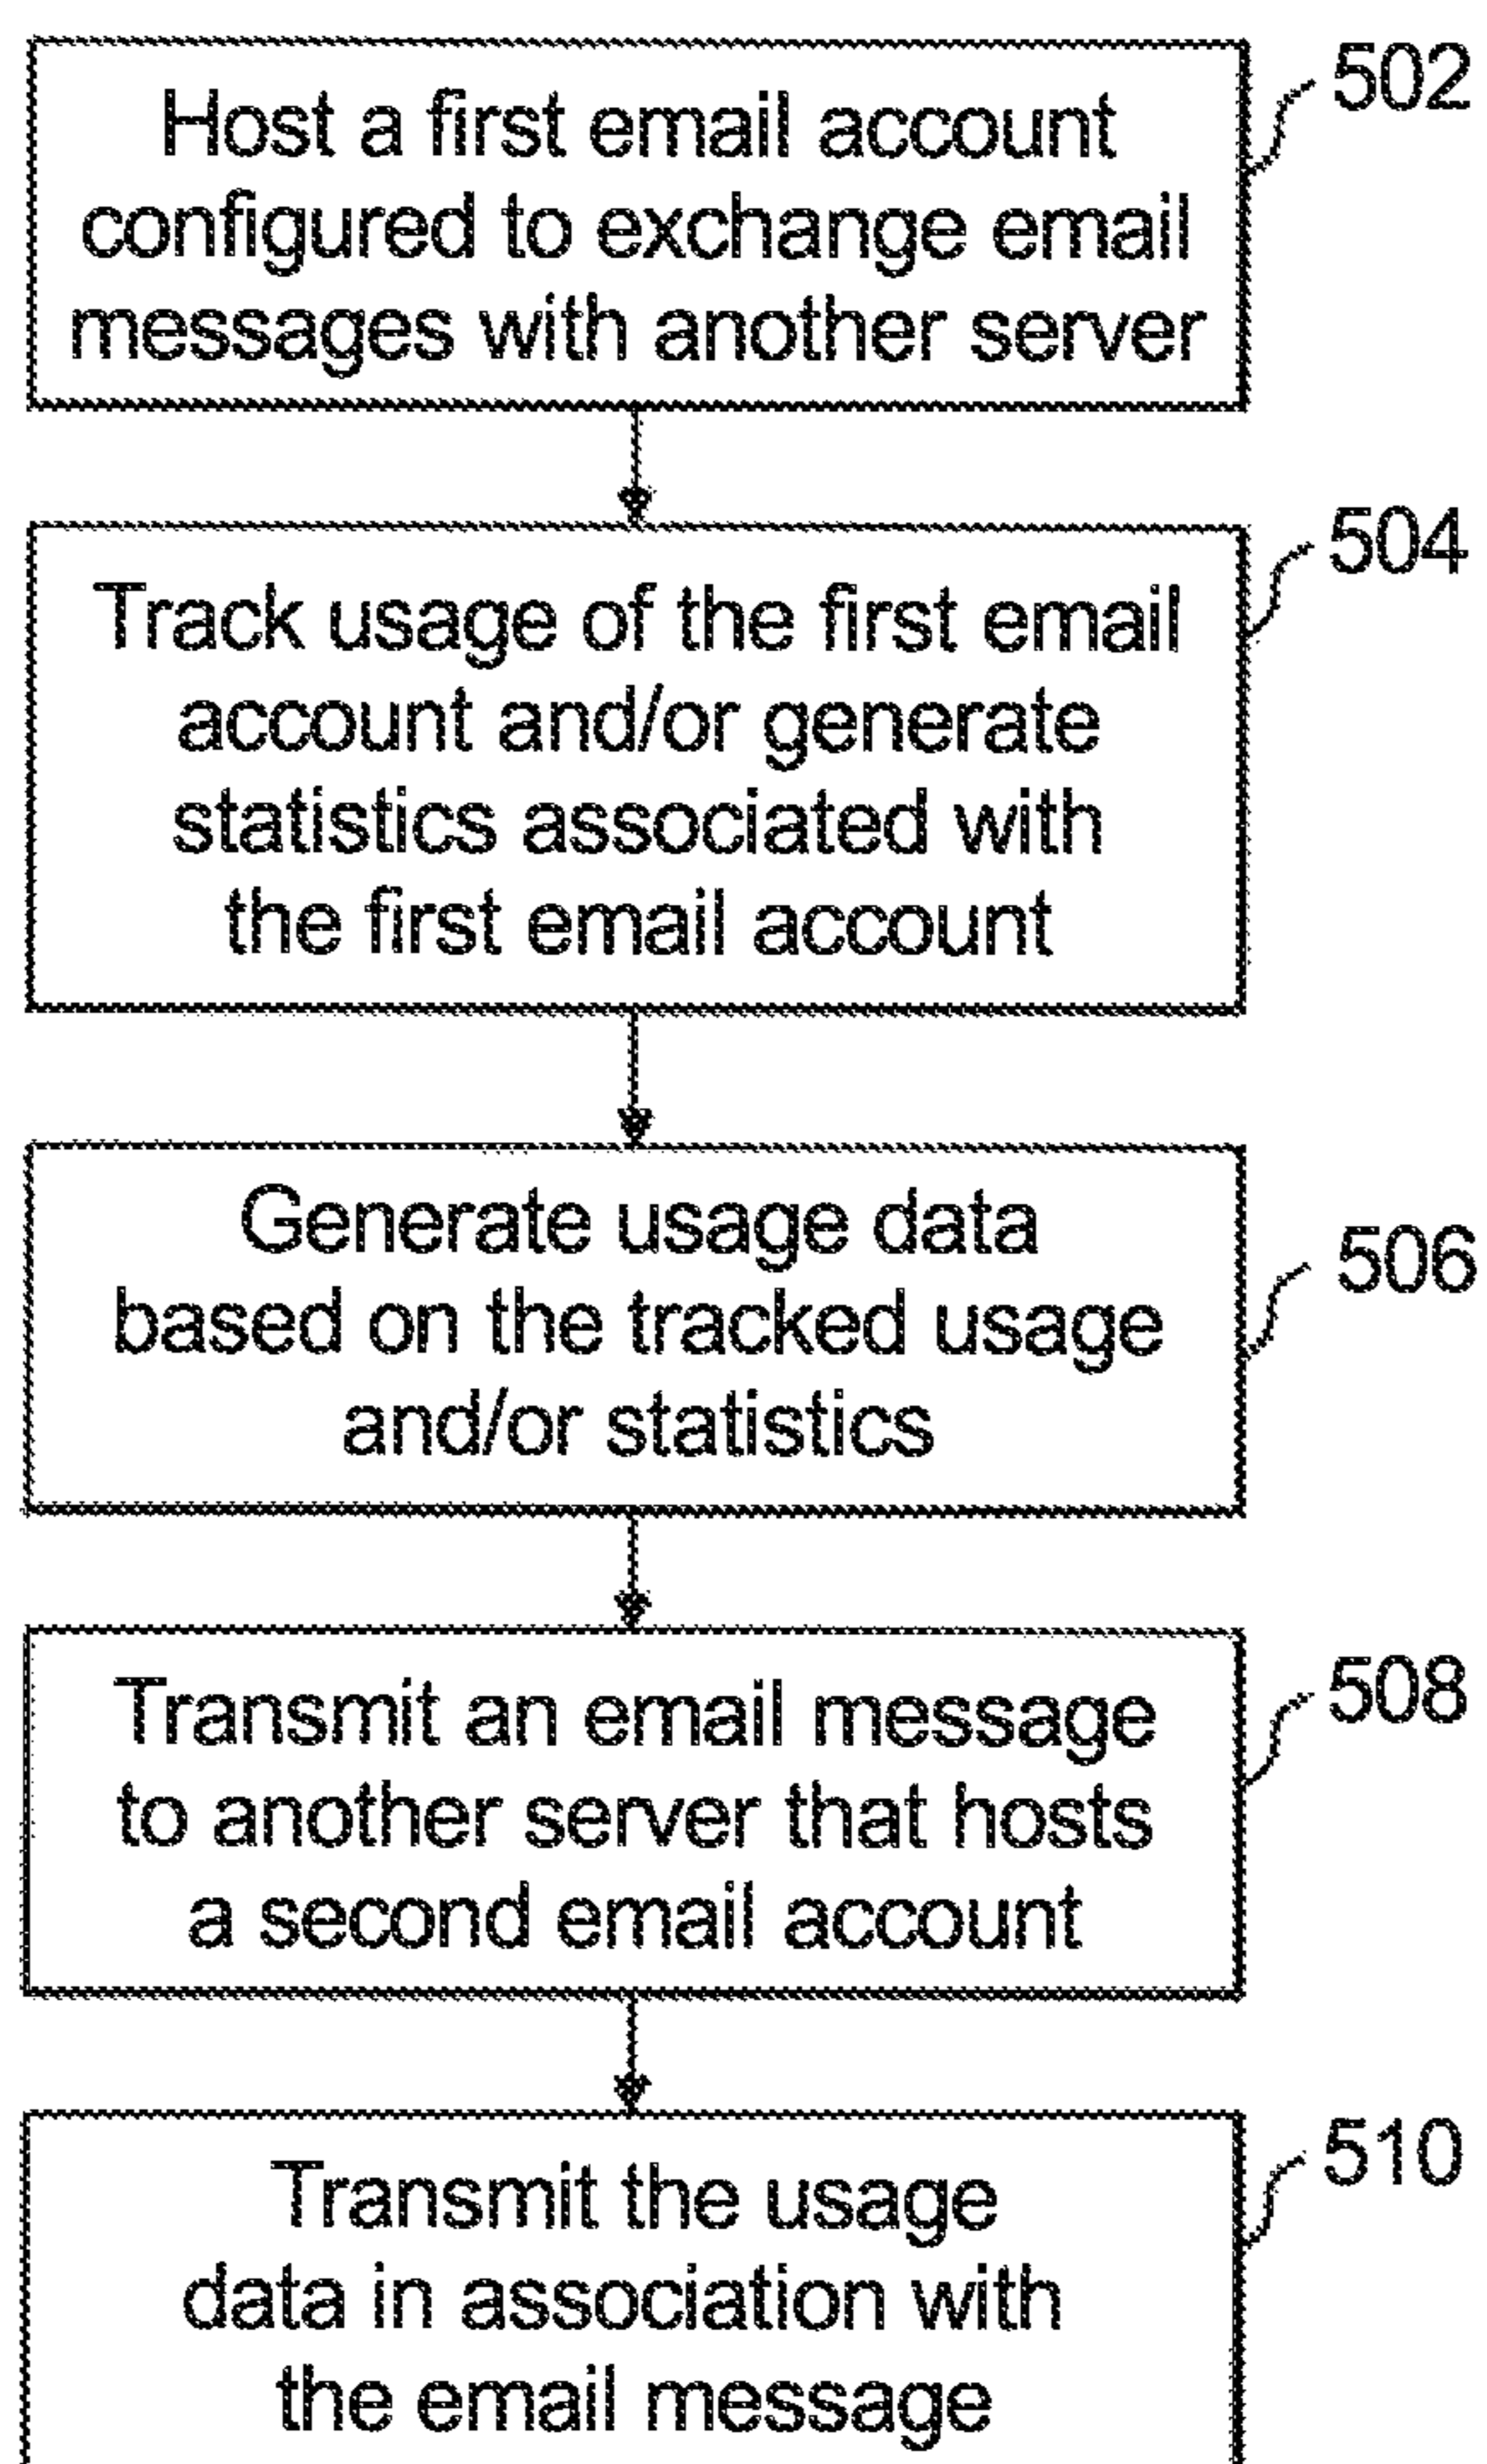 502
Host a first email account
configured to exchange email
messages with another server
504
Track usage of the first email
account and/or generate
statistics associated with
the first email account
506
Generate usage data
based on the tracked usage
and/or statistics
508
Transmit an email message
to another server that hosts
a second email account
510
Transmit the usage
data in association with
the email message